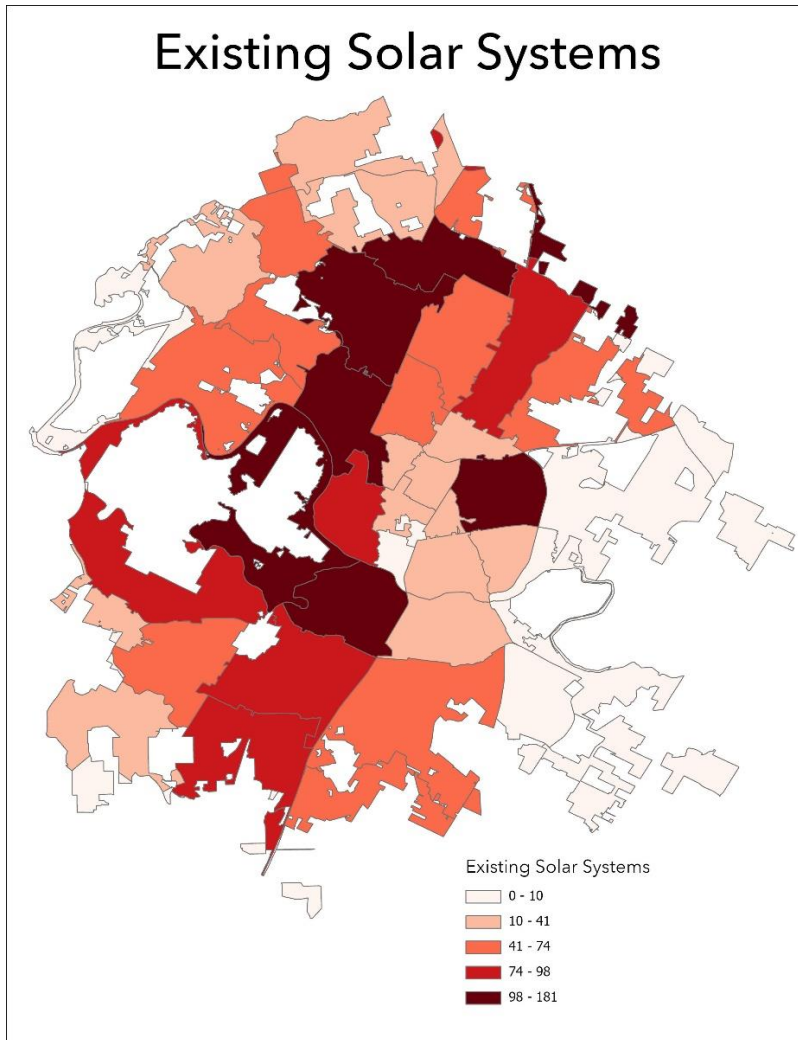 Existing Solar Systems
Existing Solar Systems
0 - 10
10 - 41
41 - 74
74 - 98
98 - 181